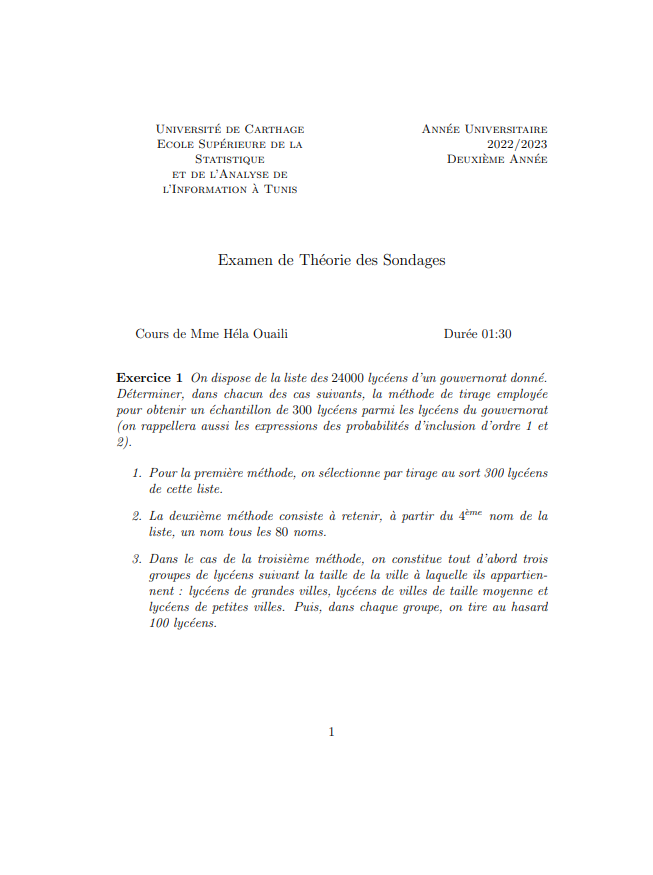 Université de Carthage
Ecole Supérieure de la
Statistique
et de l'Analyse de
l'Information à Tunis
Année Universitaire
2022/2023
Deuxième Année
Examen de Théorie des Sondages
Cours de Mme Héla Ouaili
Durée 01:30
Exercice 1 On dispose de la liste des 24000 lycéens d'un gouvernorat donné.
Déterminer, dans chacun des cas suivants, la méthode de tirage employée
pour obtenir un échantillon de 300 lycéens parmi les lycéens du gouvernorat
(on rappellera aussi les expressions des probabilités d'inclusion d'ordre 1 et
2).
1. Pour la première méthode, on sélectionne par tirage au sort 300 lycéens
de cette liste.
2. La deuxième méthode consiste à retenir, à partir du 4ème nom de la
liste, un nom tous les 80 noms.
3. Dans le cas de la troisième méthode, on constitue tout d'abord trois
groupes de lycéens suivant la taille de la ville à laquelle ils appartien-
nent : lycéens de grandes villes, lycéens de villes de taille moyenne et
lycéens de petites villes. Puis, dans chaque groupe, on tire au hasard
100 lycéens.
1